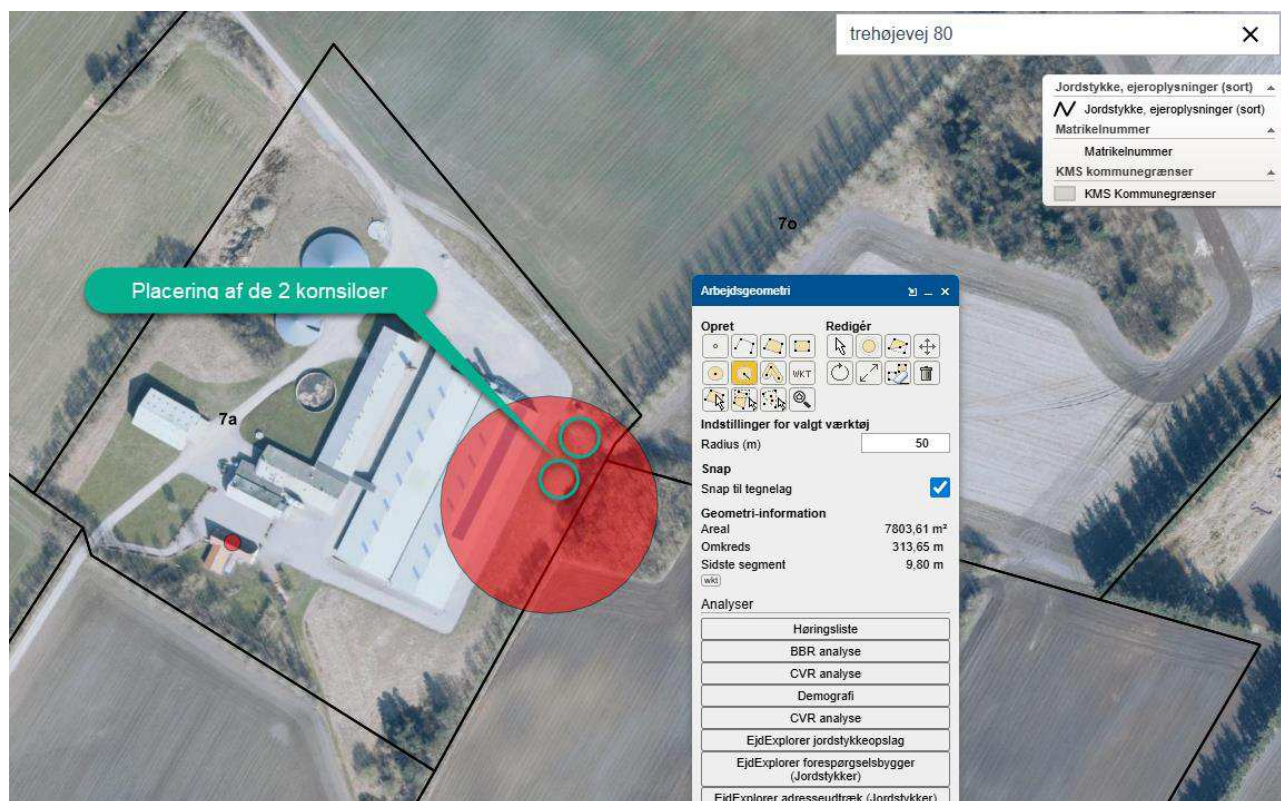 trehøjevej 80
Jordstykke, ejeroplysninger (sort)
Jordstykke, ejeroplysninger (sort)
Matrikelnummer
Matrikelnummer
KMS kommunegrænser
KMS Kommunegrænser
7o
Placering af de 2 kornsiloer
7a
Arbejdsgeometri
Opret Redigér
WKT
Indstillinger for valgt værktøj
Radius (m) 50
Snap
Snap til tegnelag
Geometri-information
Areal 7803,61 m²
Omkreds 313,65 m
Sidste segment 9,80 m
wkt
Analyser
Høringsliste
BBR analyse
CVR analyse
Demografi
CVR analyse
EjdExplorer jordstykkeopslag
EjdExplorer forespørgselsbygger
(Jordstykker)
EjdExplorer adresseudtræk (Jordstykker)